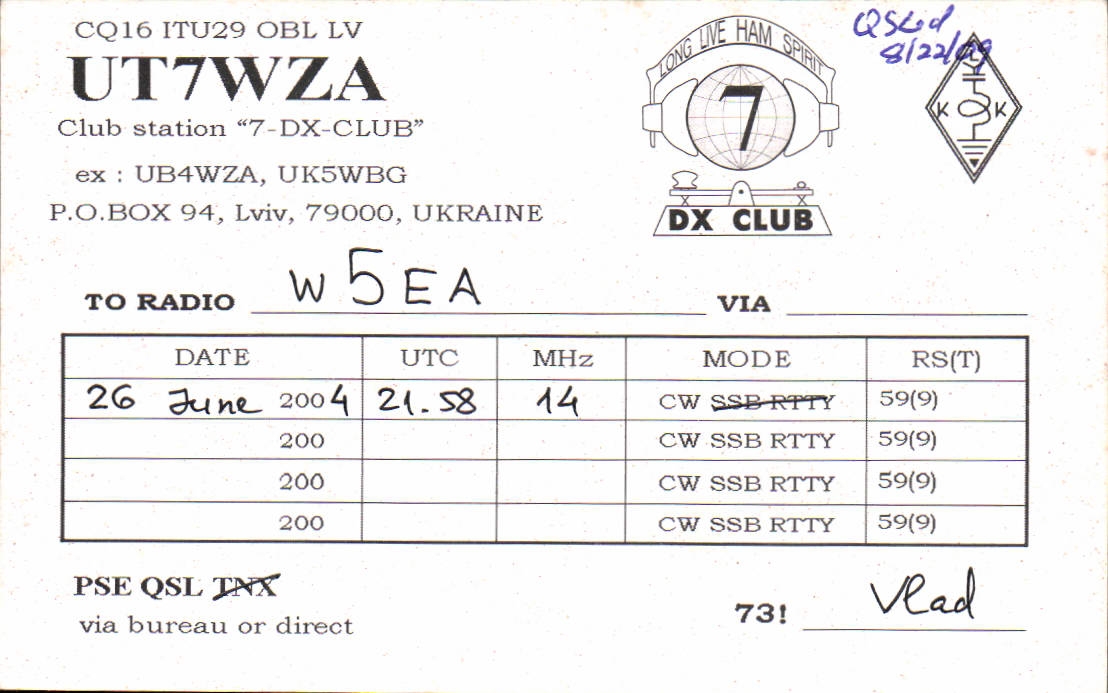 CQ16 ITU29 OBL LV
UT7WZA
Club station “7-DX-CLUB”
ex : UB4WZA, UK5WBG
P.O.BOX 94, Lviv, 79000, UKRAINE
LONG LIVE HAM SPIRIT
7
DX CLUB
QSLd
8/22/09
K K
TO RADIO W5EA VIA
DATE UTC MHz MODE RS(T)
26 June 2004 21.58 14 CW SSB RTTY 59(9)
200 CW SSB RTTY 59(9)
200 CW SSB RTTY 59(9)
200 CW SSB RTTY 59(9)
PSE QSL TNX
via bureau or direct
73! Vlad